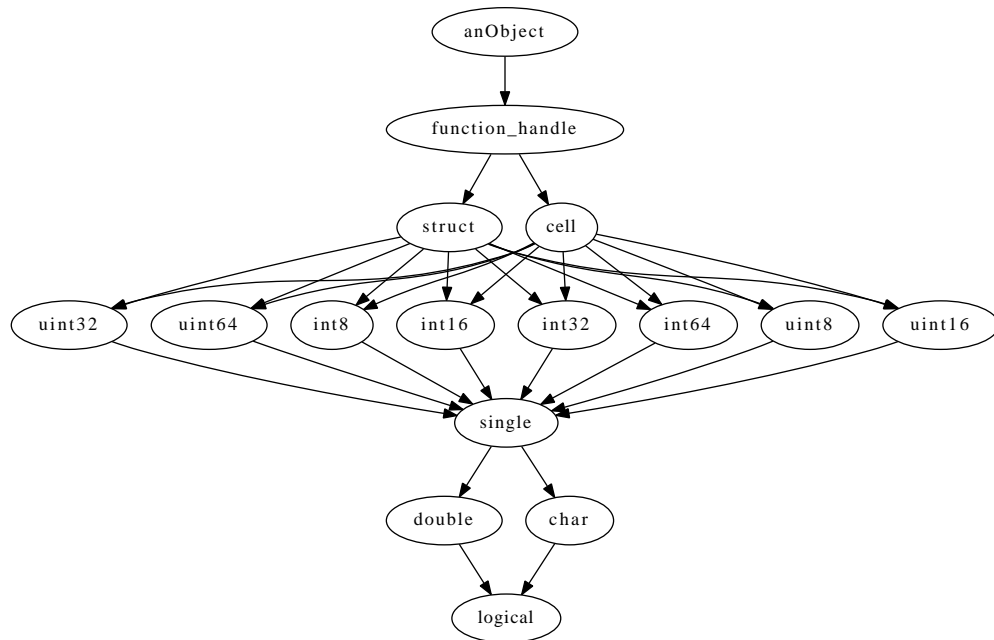 anObject
function_handle
struct
cell
uint32
uint64
int8
int16
int32
int64
uint8
uint16
single
double
char
logical